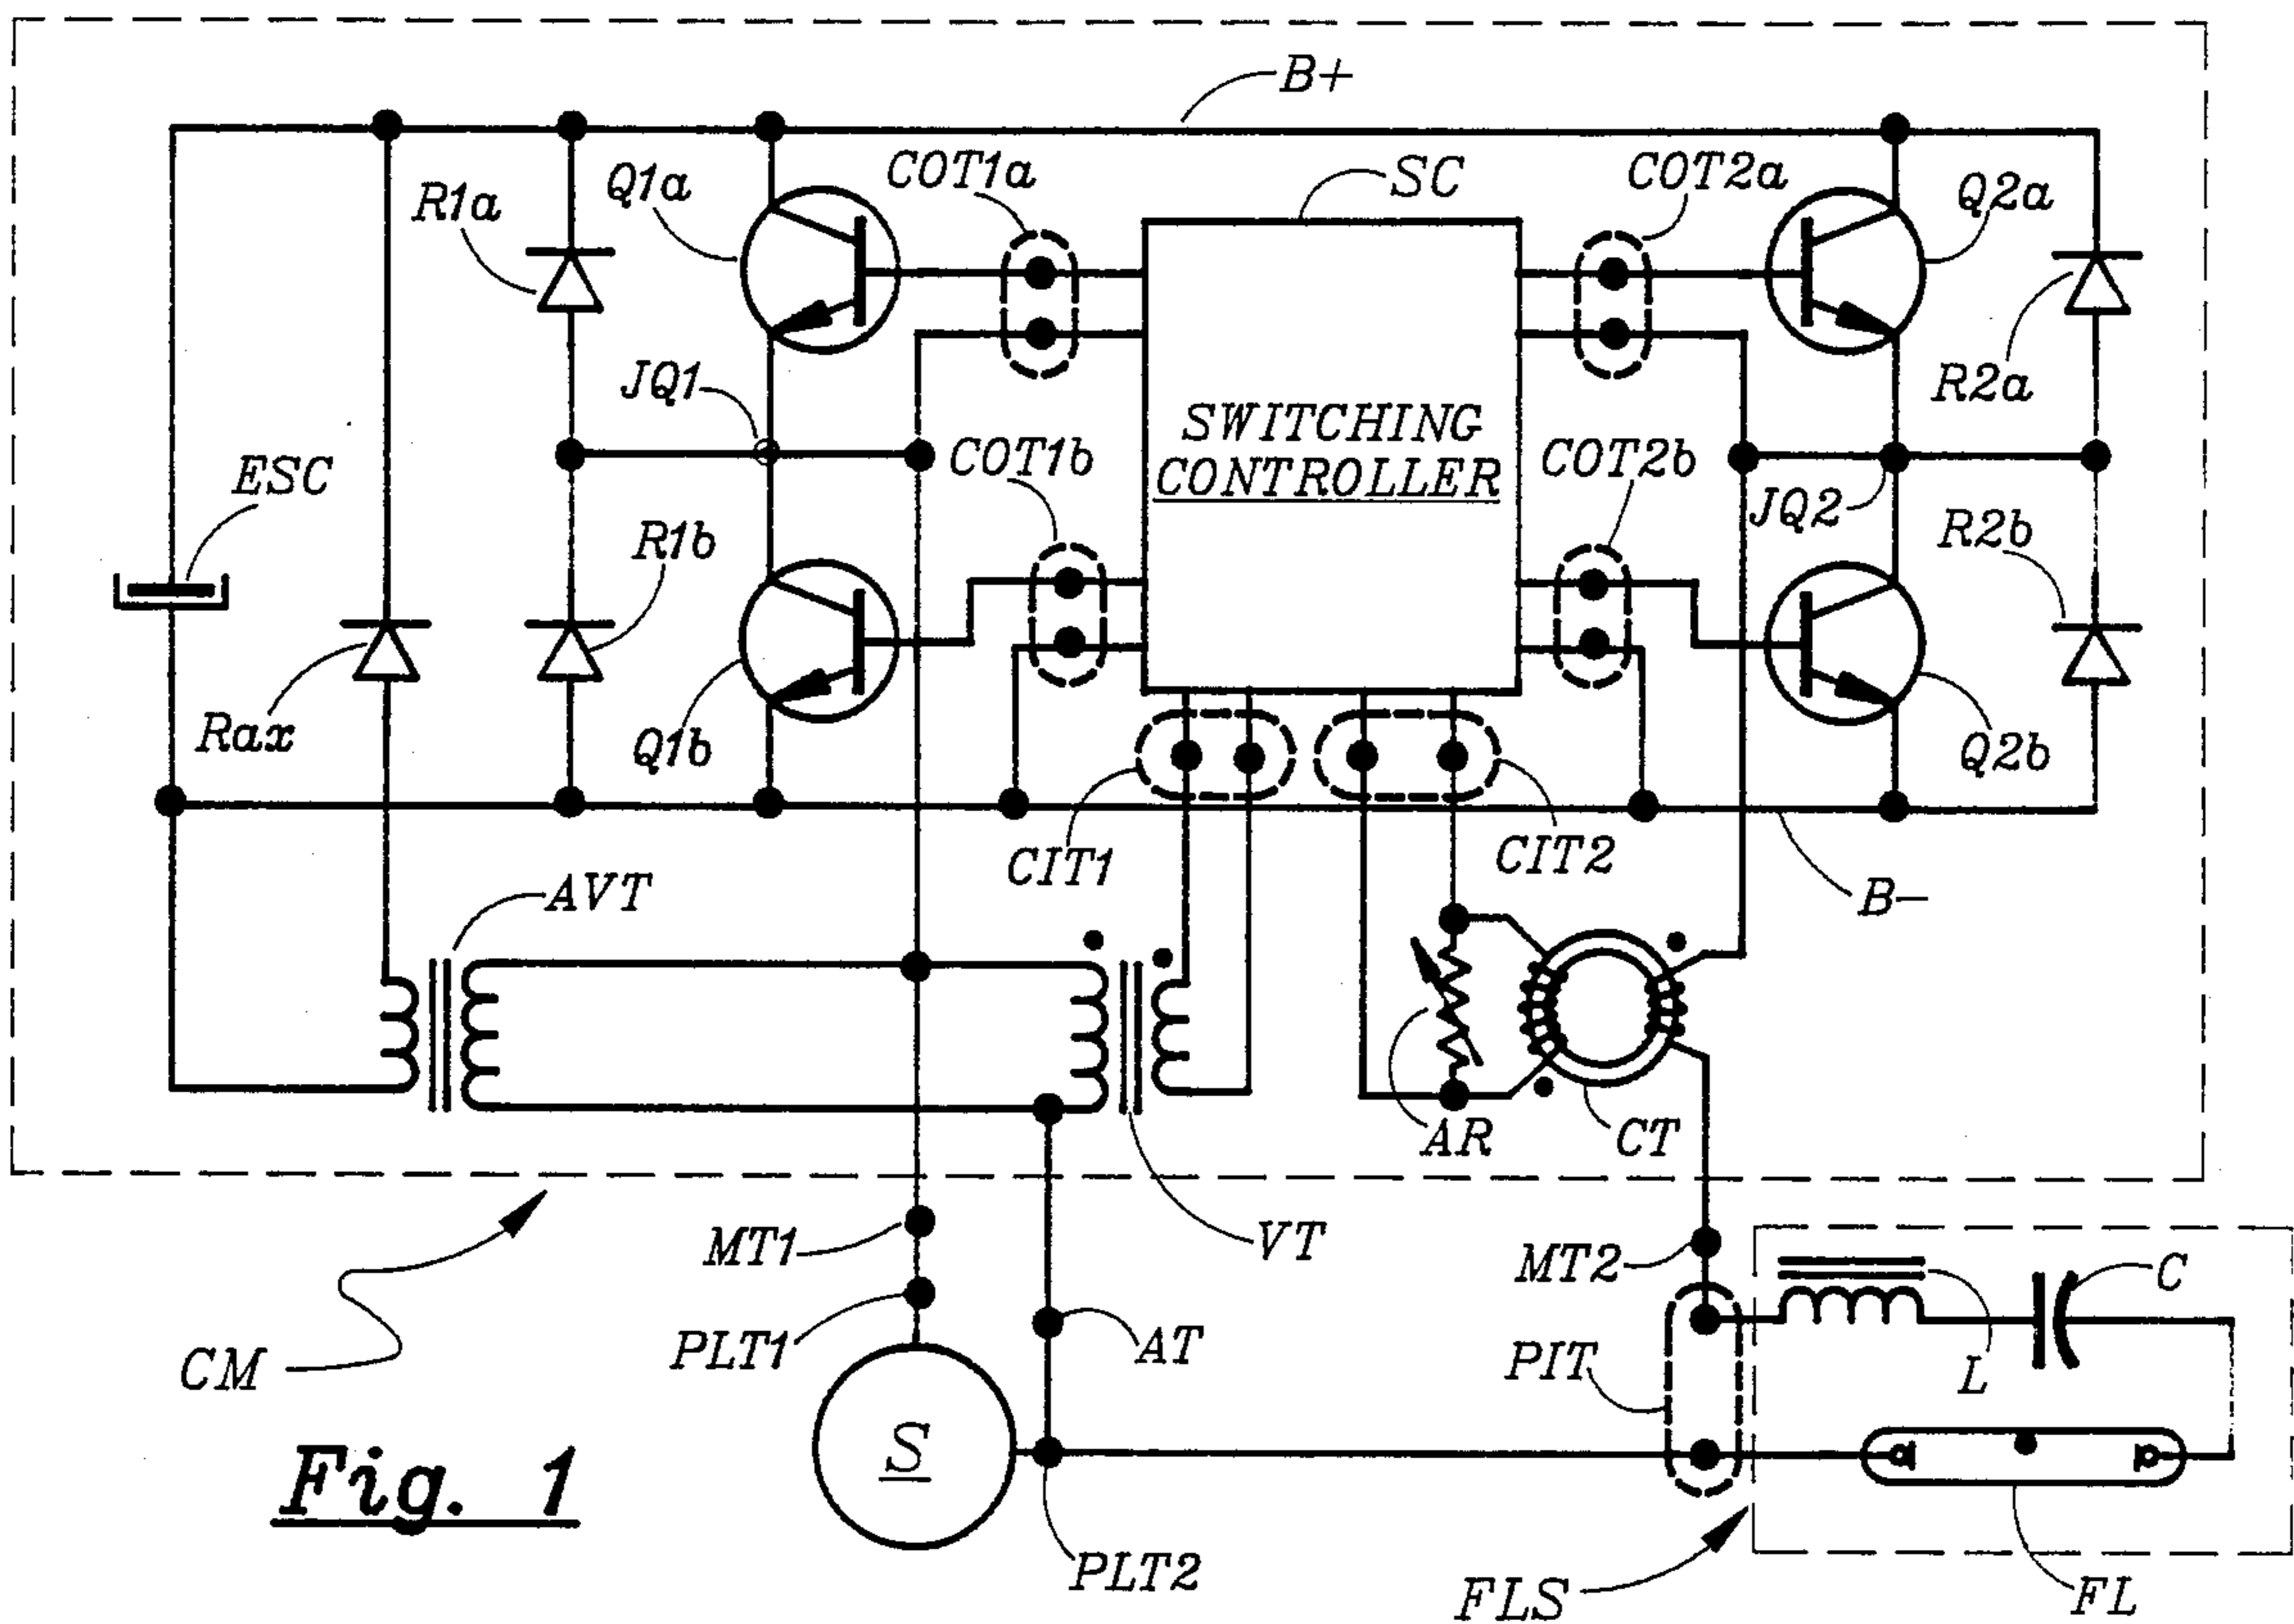 B+
Q1a
COT1a
SC
COT2a
Q2a
R1a
JQ1
R2a
SWITCHING
CONTROLLER
COT1b
COT2b
ESC
JQ2
R1b
R2b
Rax
Q1b
Q2b
CIT1
CIT2
AVT
B-
AR
CT
MT1
VT
MT2
C
PLT1
AT
PIT
L
CM
S
Fig. 1
PLT2
FLS
FL